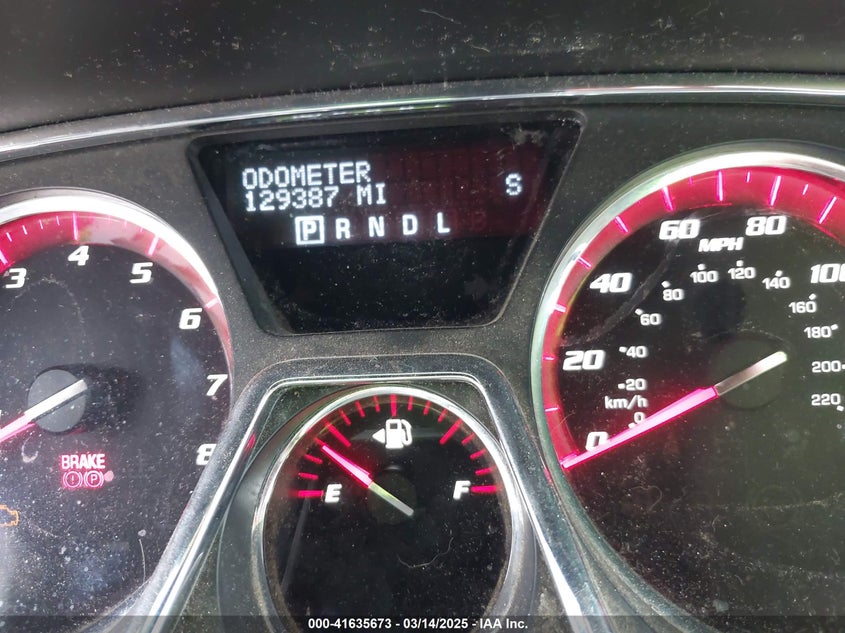 ODOMETER
129387 MI S
P R N D L
3 4 5 6 7 8
BRAKE
P
E F
0 20 40 60 80 100
MPH
0 20 40 60 80 100 120 140 160 180 200 220
km/h
000-41635673 - 03/14/2025 - IAA Inc.